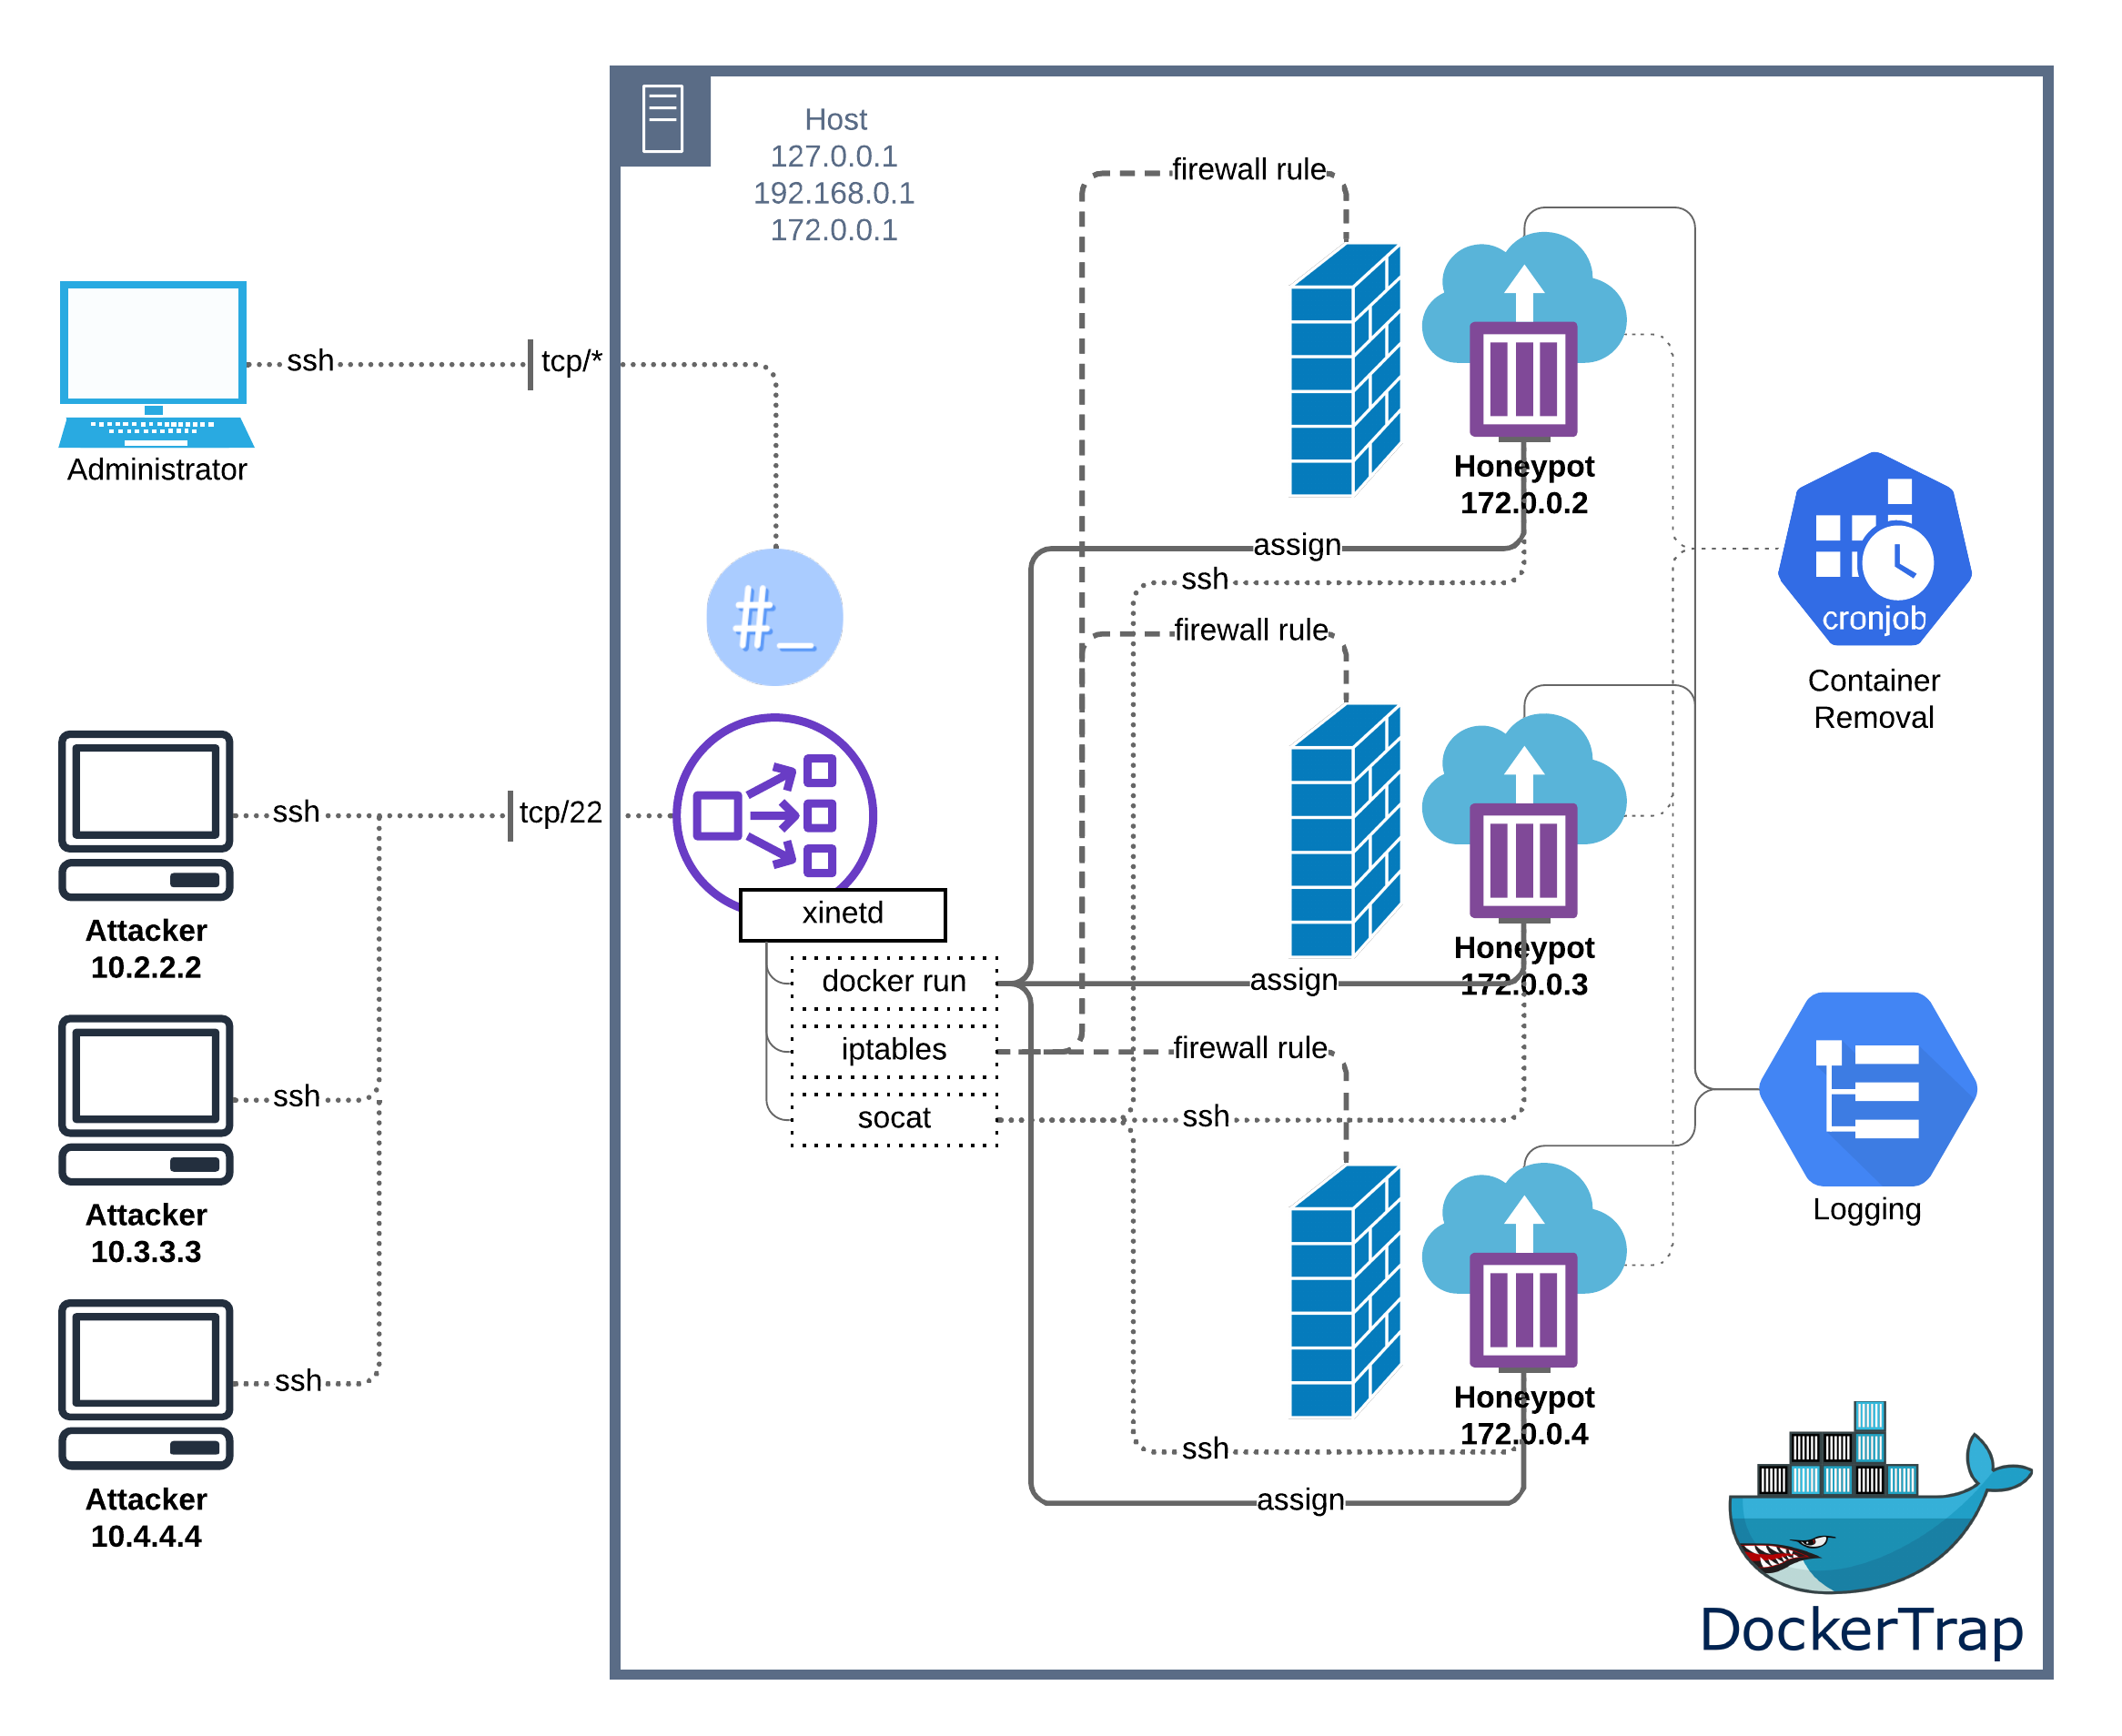 Host
127.0.0.1
192.168.0.1
172.0.0.1
firewall rule
ssh
tcp/*
Administrator
#_
Honeypot
172.0.0.2
assign
ssh
firewall rule
cronjob
Container
Removal
ssh
tcp/22
Attacker
10.2.2.2
xinetd
docker run
iptables
socat
Honeypot
172.0.0.3
assign
firewall rule
ssh
ssh
Attacker
10.3.3.3
Logging
ssh
Attacker
10.4.4.4
Honeypot
172.0.0.4
ssh
assign
DockerTrap